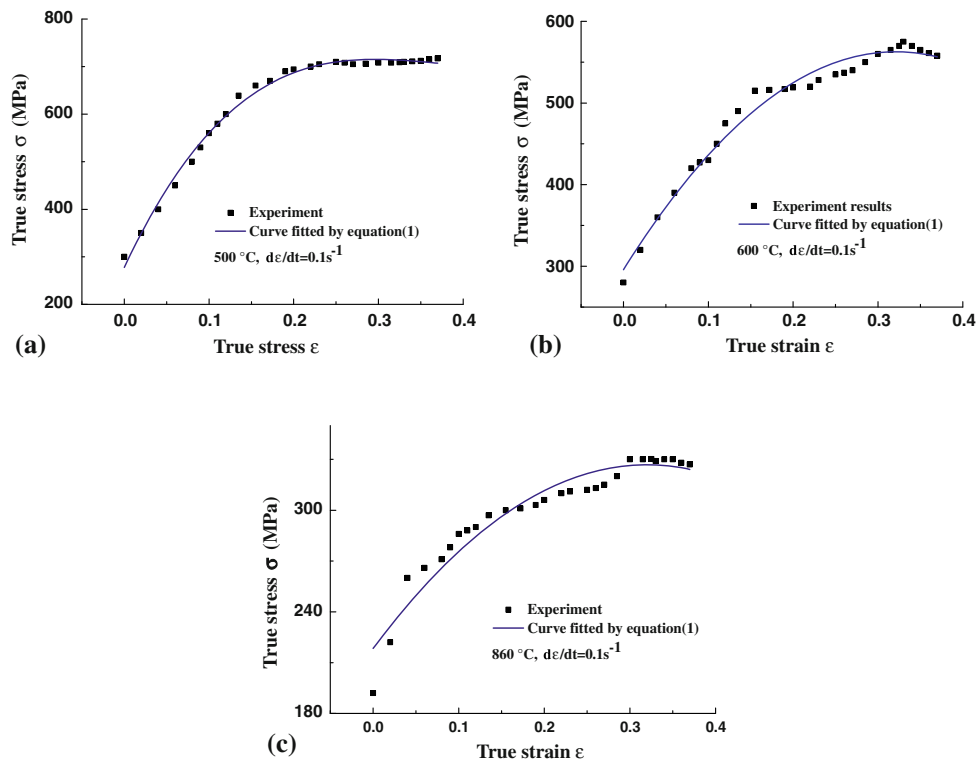 800
600
400
200
True stress σ (MPa)
Experiment
Curve fitted by equation(1)
500 °C, dε/dt=0.1s⁻¹
0.0 0.1 0.2 0.3 0.4
True stress ε
(a)
600
500
400
300
True stress σ (MPa)
Experiment results
Curve fitted by equation(1)
600 °C, dε/dt=0.1s⁻¹
0.0 0.1 0.2 0.3 0.4
True strain ε
(b)
300
240
180
True stress σ (MPa)
Experiment
Curve fitted by equation(1)
860 °C, dε/dt=0.1s⁻¹
0.0 0.1 0.2 0.3 0.4
True strain ε
(c)